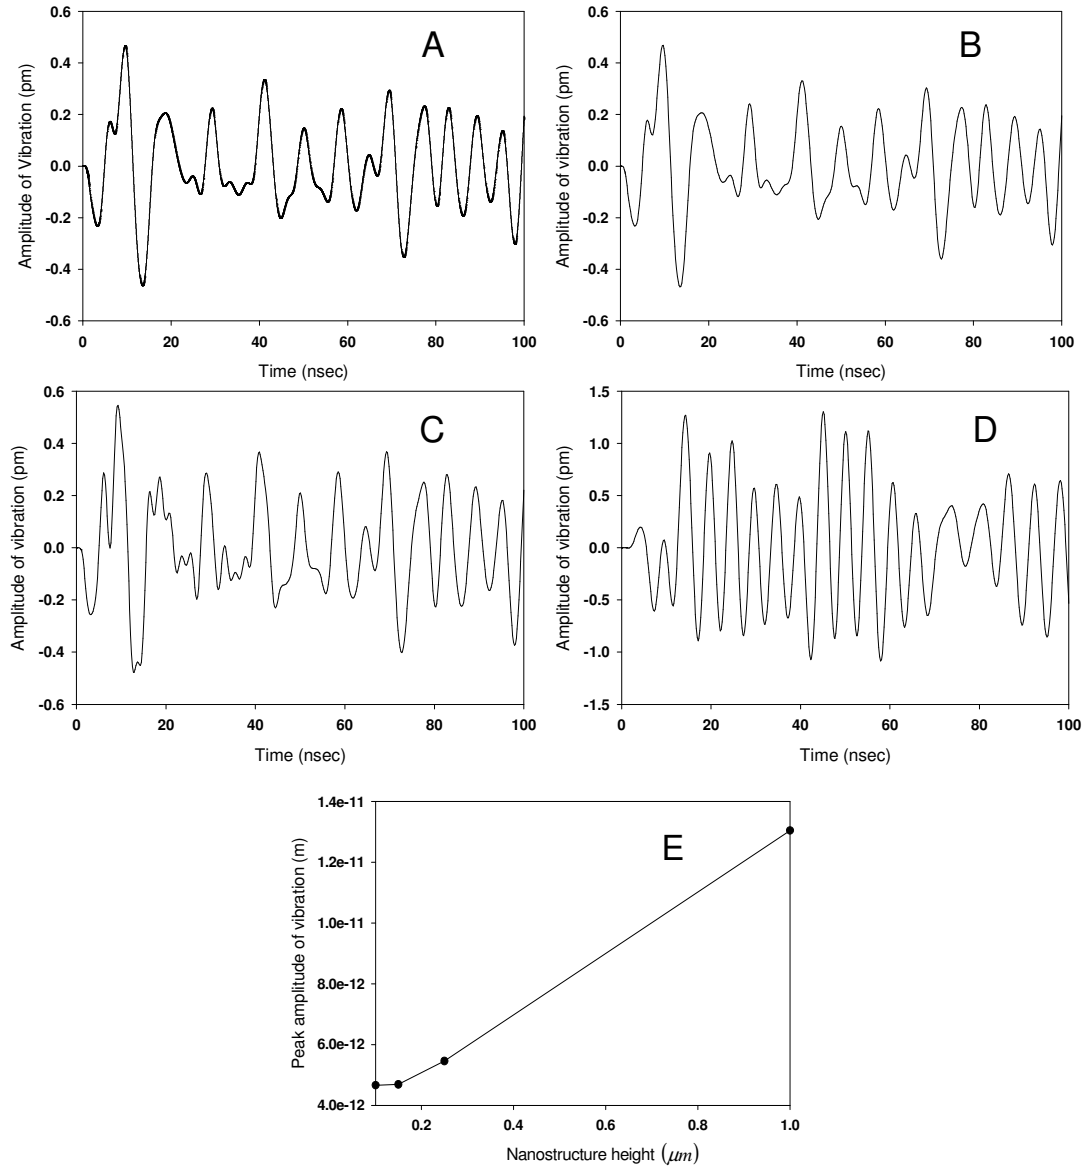 A
Amplitude of Vibration (pm)
0.6
0.4
0.2
0.0
-0.2
-0.4
-0.6
0 20 40 60 80 100
Time (nsec)
B
Amplitude of vibration (pm)
0.6
0.4
0.2
0.0
-0.2
-0.4
-0.6
0 20 40 60 80 100
Time (nsec)
C
Amplitude of vibration (pm)
0.6
0.4
0.2
0.0
-0.2
-0.4
-0.6
0 20 40 60 80 100
Time (nsec)
D
Amplitude of vibration (pm)
1.5
1.0
0.5
0.0
-0.5
-1.0
-1.5
0 20 40 60 80 100
Time (nsec)
E
Peak amplitude of vibration (m)
1.4e-11
1.2e-11
1.0e-11
8.0e-12
6.0e-12
4.0e-12
0.2 0.4 0.6 0.8 1.0
Nanostructure height (μm)